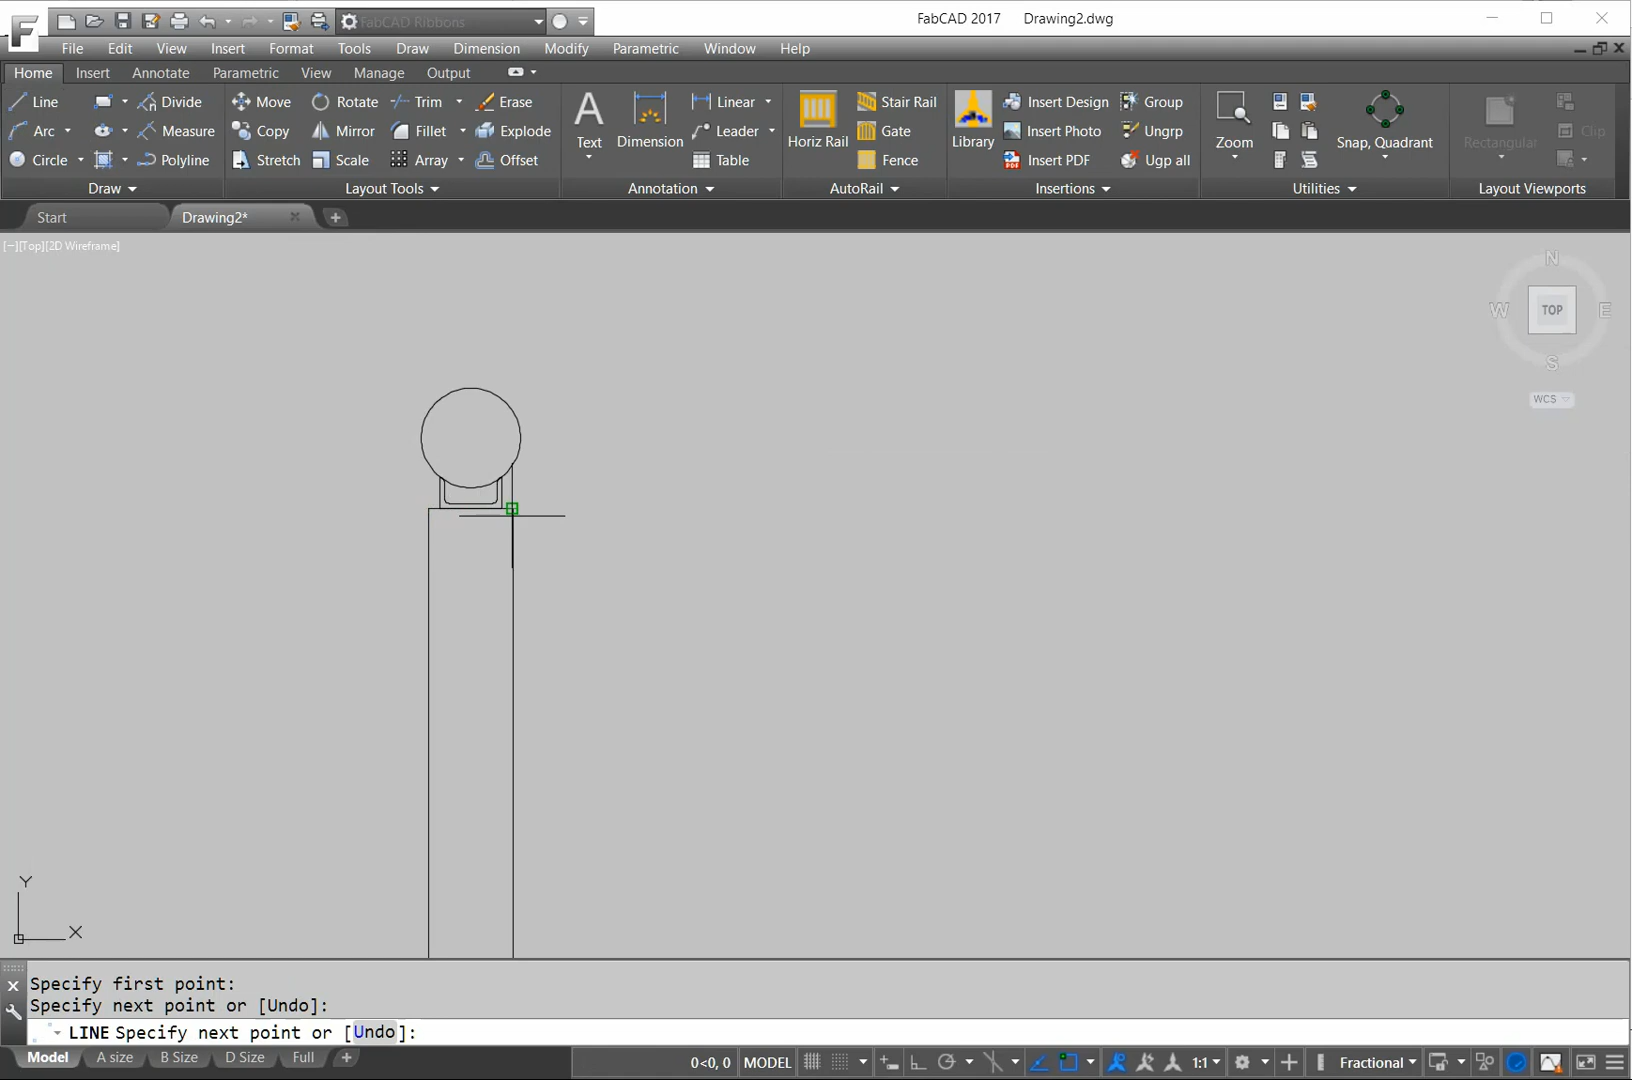 FabCAD Ribbons
FabCAD 2017 Drawing2.dwg
File Edit View Insert Format Tools Draw Dimension Modify Parametric Window Help
Home Insert Annotate Parametric View Manage Output
Line Divide Move Rotate Trim Erase Linear Stair Rail Insert Design Group
Arc Measure Copy Mirror Fillet Explode Text Dimension Leader Horiz Rail Gate Library Insert Photo Ungrp Zoom Snap, Quadrant Rectangular Clip
Circle Polyline Stretch Scale Array Offset Table Fence Insert PDF Ugp all
Draw Layout Tools Annotation AutoRail Insertions Utilities Layout Viewports
Start Drawing2*
[−][Top][2D Wireframe]
N
W TOP E
S
WCS
Y
X
Specify first point:
Specify next point or [Undo]:
LINE Specify next point or [Undo]:
Model A size B Size D Size Full
0<0, 0 MODEL 1:1 Fractional